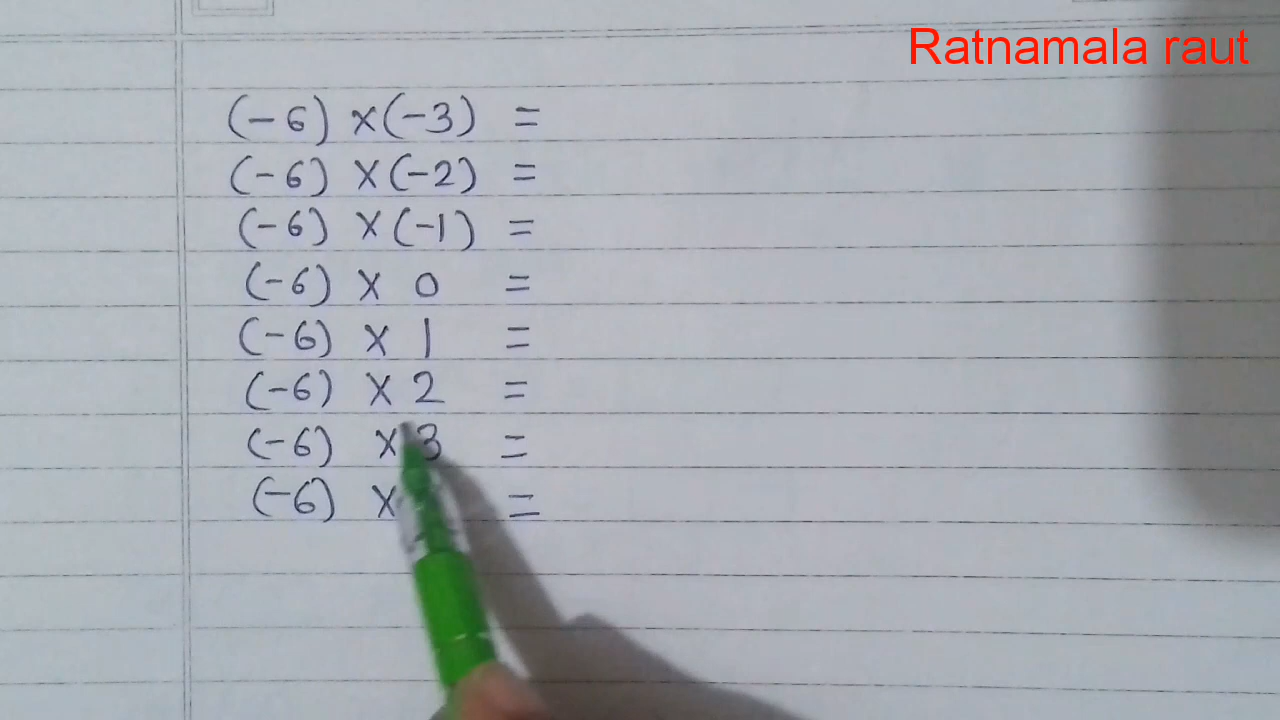 Ratnamala raut
(-6) ×(-3) =
(-6) ×(-2) =
(-6) ×(-1) =
(-6) × 0 =
(-6) × 1 =
(-6) × 2 =
(-6) ×3 =
(-6) × =